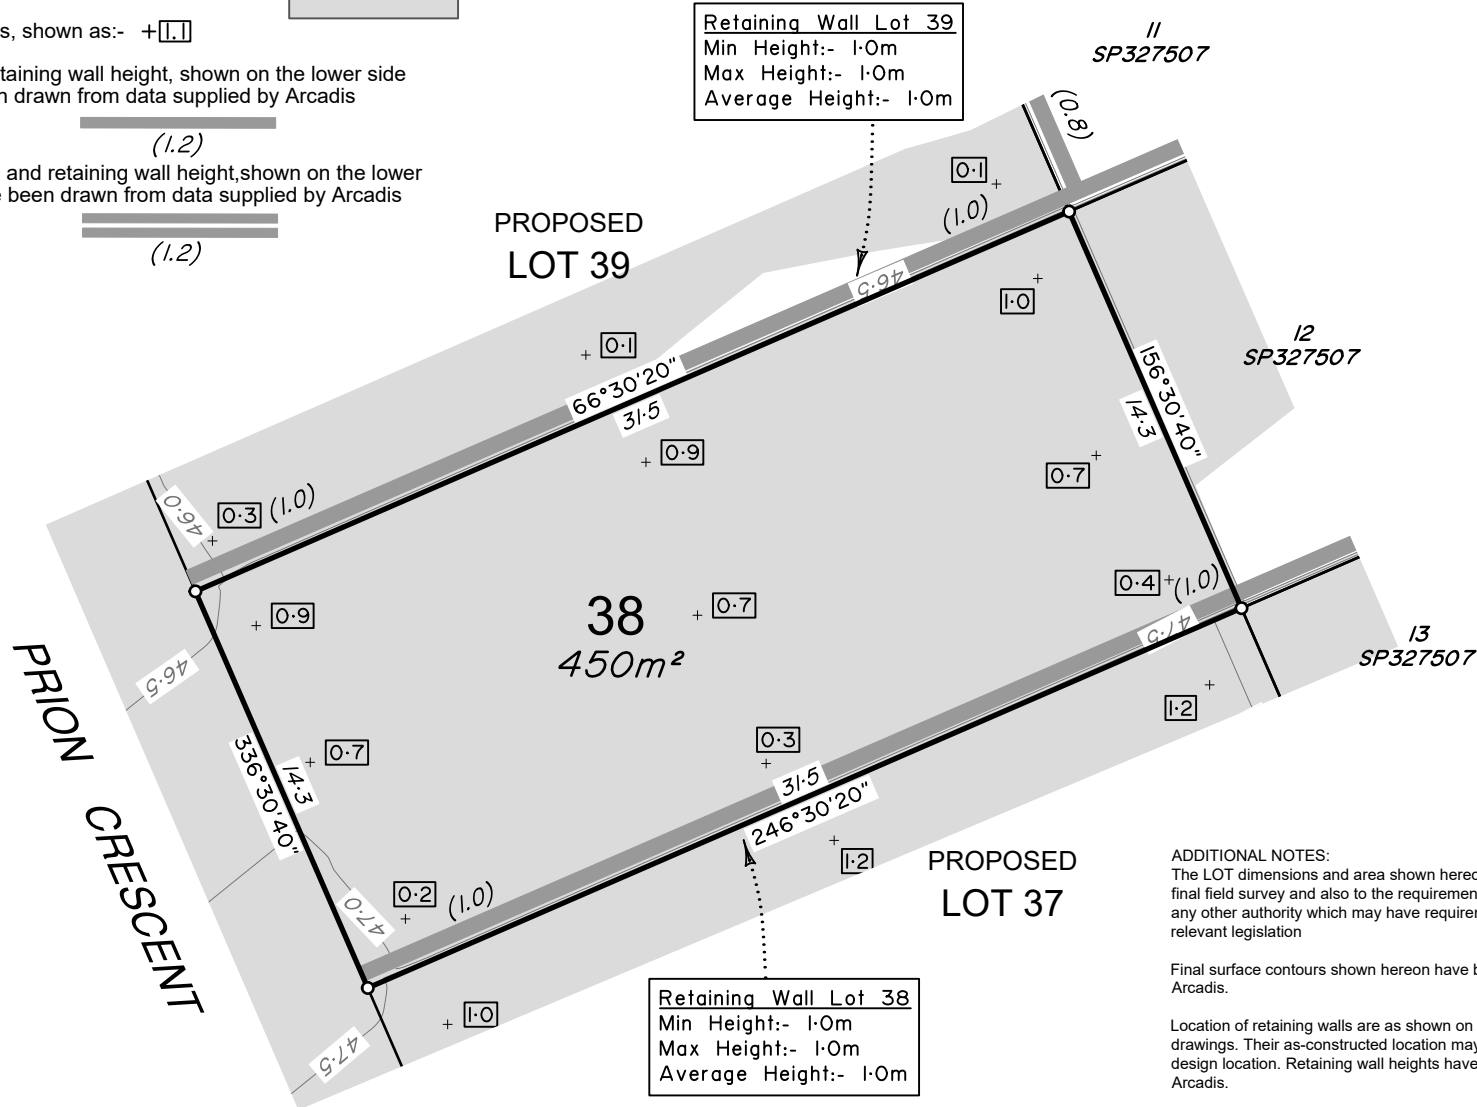 s, shown as:- +1.1
taining wall height, shown on the lower side
n drawn from data supplied by Arcadis
(1.2)
and retaining wall height,shown on the lower
e been drawn from data supplied by Arcadis
(1.2)
Retaining Wall Lot 39
Min Height:- 1·0m
Max Height:- 1·0m
Average Height:- 1·0m
11
SP327507
(0.8)
0·1
(1.0)
PROPOSED
LOT 39
46·5
1·0
12
SP327507
0·1
66°30'20"
31·5
156°30'40"
14·3
0·9
0·7
46·0
0·3
(1.0)
0·4
(1.0)
0·9
38
450m²
0·7
47·5
13
SP327507
46·5
PRION CRESCENT
1·2
336°30'40"
14·3
0·7
0·3
31·5
246°30'20"
1·2
PROPOSED
LOT 37
0·2
(1.0)
47·0
1·0
47·5
Retaining Wall Lot 38
Min Height:- 1·0m
Max Height:- 1·0m
Average Height:- 1·0m
ADDITIONAL NOTES:
The LOT dimensions and area shown hereo
final field survey and also to the requiremen
any other authority which may have requirem
relevant legislation
Final surface contours shown hereon have b
Arcadis.
Location of retaining walls are as shown on
drawings. Their as-constructed location may
design location. Retaining wall heights have
Arcadis.